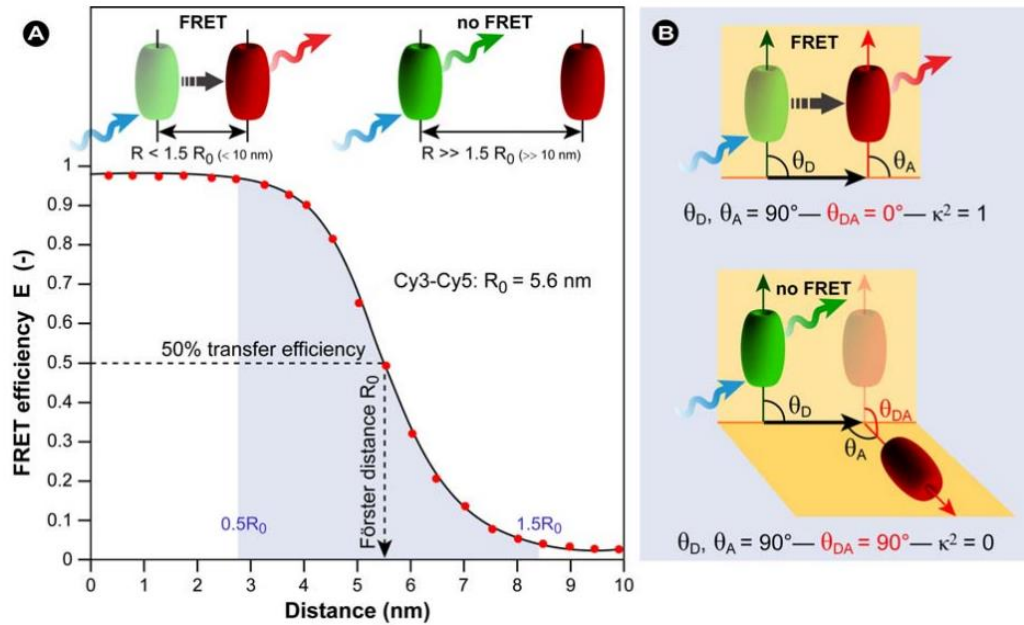 A
FRET
no FRET
R < 1.5 R₀ (< 10 nm)
R >> 1.5 R₀ (>> 10 nm)
1
0.9
0.8
0.7
0.6
0.5
0.4
0.3
0.2
0.1
0
FRET efficiency E (-)
Cy3-Cy5: R₀ = 5.6 nm
50% transfer efficiency
Förster distance R₀
0.5R₀
1.5R₀
0 1 2 3 4 5 6 7 8 9 10
Distance (nm)
B
FRET
θD
θA
θD, θA = 90°— θDA = 0°— κ² = 1
no FRET
θD
θDA
θA
θD, θA = 90°— θDA = 90°— κ² = 0